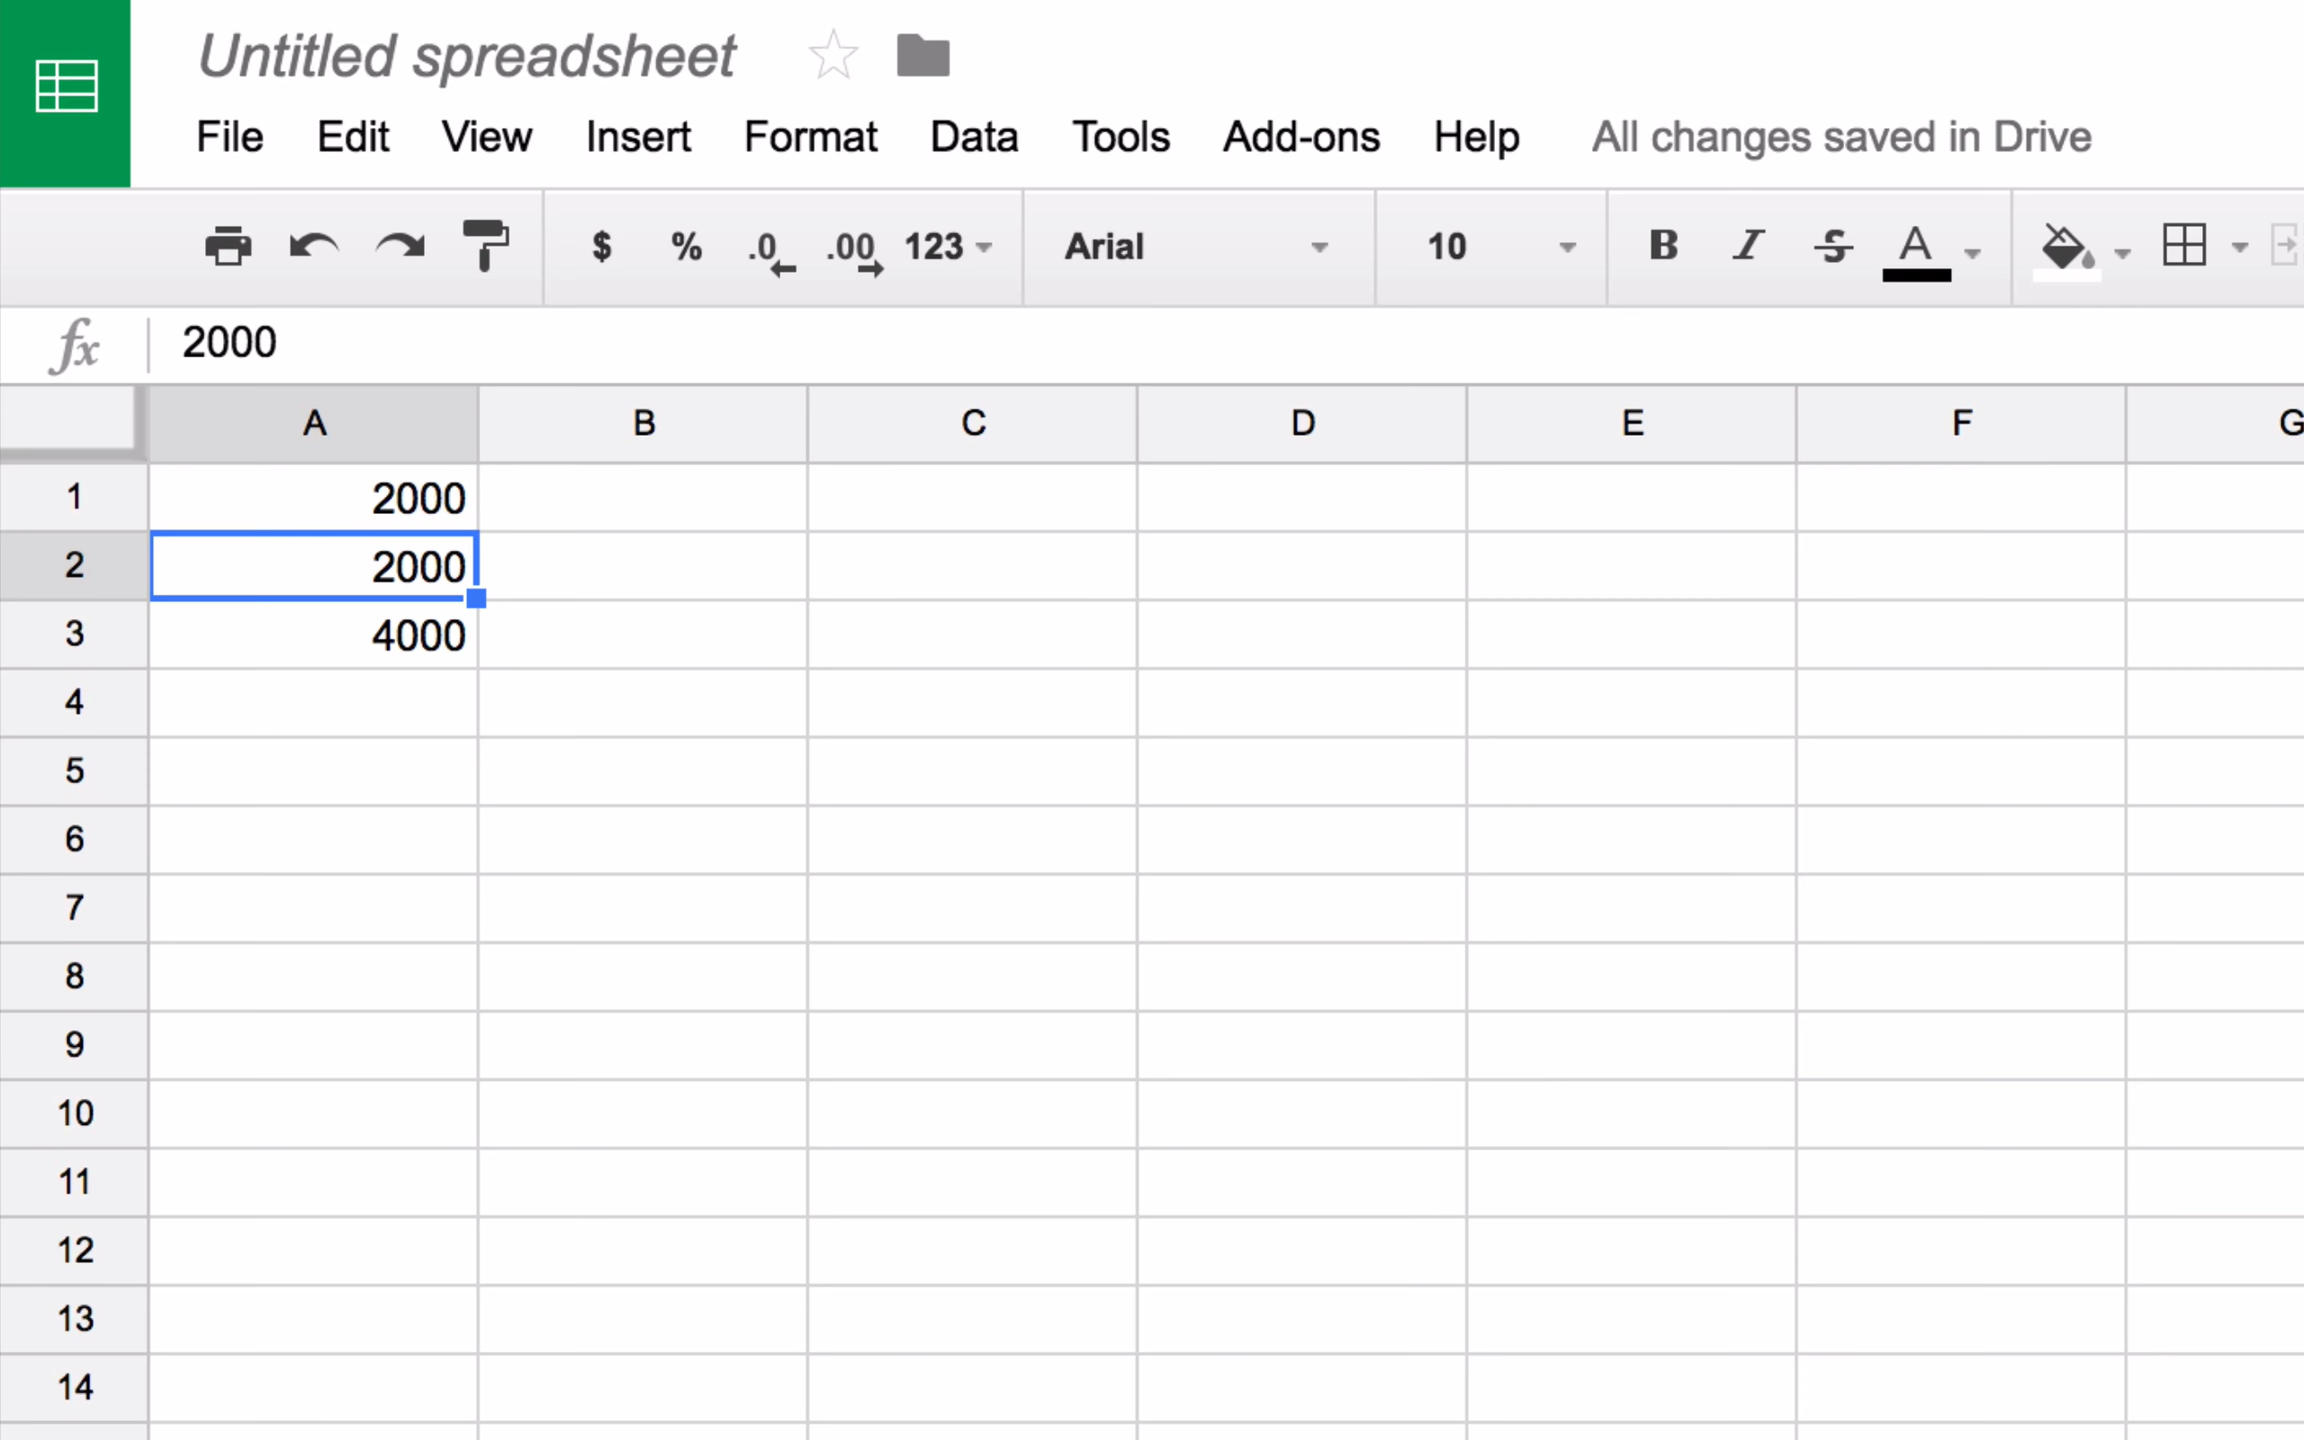 Untitled spreadsheet
File Edit View Insert Format Data Tools Add-ons Help All changes saved in Drive
$ % .0 .00 123 Arial 10 B I S A
fx 2000
A B C D E F G
1 2000
2 2000
3 4000
4
5
6
7
8
9
10
11
12
13
14